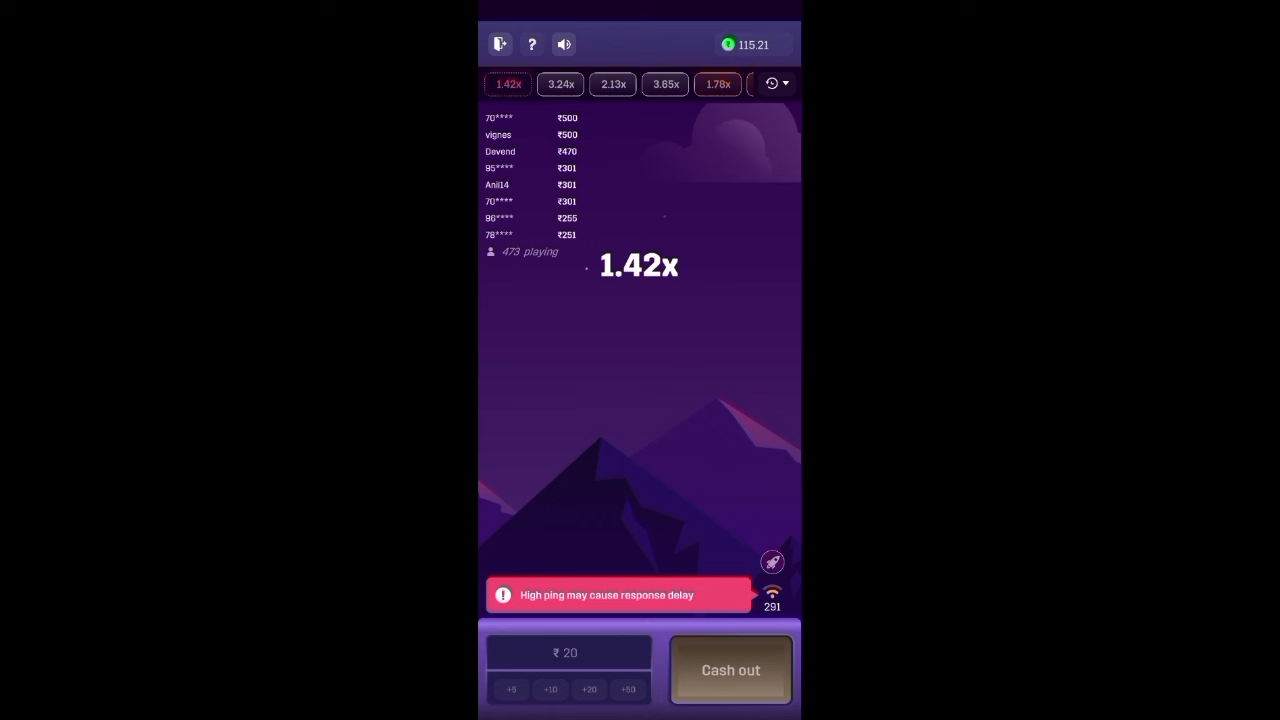 ?
₹ 115.21
1.42x 3.24x 2.13x 3.65x 1.78x
70**** ₹500
vignes ₹500
Devend ₹470
95**** ₹301
Anil14 ₹301
70**** ₹301
96**** ₹255
78**** ₹251
473 playing
1.42x
! High ping may cause response delay
291
₹ 20
+5 +10 +20 +50
Cash out